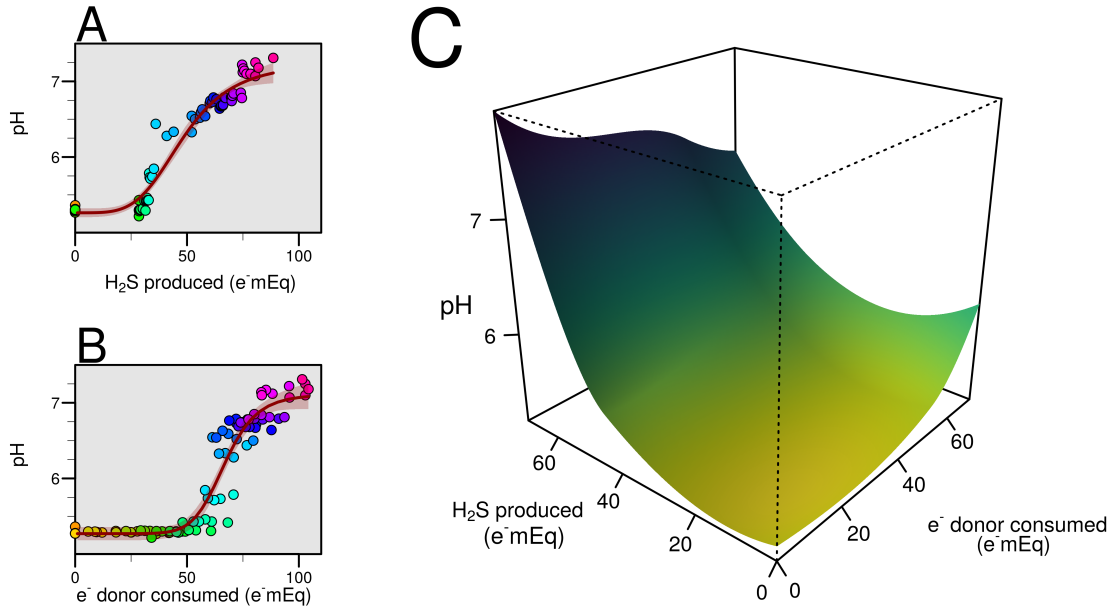 A
pH
7
6
0
50
100
H₂S produced (e⁻mEq)
B
pH
7
6
0
50
100
e⁻ donor consumed (e⁻mEq)
C
pH
7
6
60
40
20
0
H₂S produced
(e⁻mEq)
0
20
40
60
e⁻ donor consumed
(e⁻mEq)